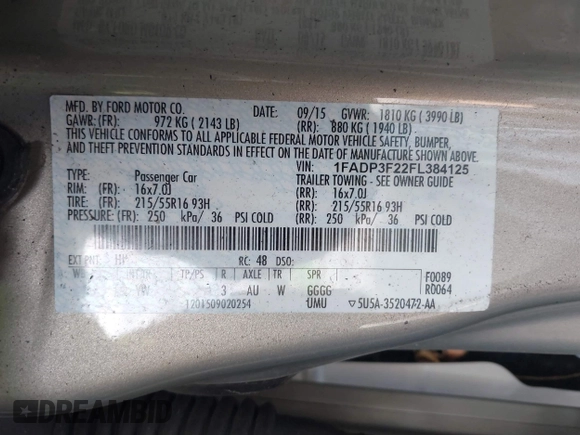 MFD. BY FORD MOTOR CO. DATE: 09/15 GVWR: 1810 KG ( 3990 LB)
GAWR: (FR): 972 KG ( 2143 LB) (RR): 880 KG ( 1940 LB)
THIS VEHICLE CONFORMS TO ALL APPLICABLE FEDERAL MOTOR VEHICLE SAFETY, BUMPER,
AND THEFT PREVENTION STANDARDS IN EFFECT ON THE DATE OF MANUFACTURE SHOWN ABOVE.
VIN: 1FADP3F22FL384125
TYPE: Passenger Car TRAILER TOWING - SEE OWNER GUIDE
RIM: (FR): 16x7.0J (RR): 16x7.0J
TIRE: (FR): 215/55R16 93H (RR): 215/55R16 93H
PRESSURE: (FR): 250 kPa/ 36 PSI COLD (RR): 250 kPa/ 36 PSI COLD
EXT PNT: RC: 48 DSO:
TP/PS R AXLE TR SPR F0089
3 AU W GGGG RD064
1201509020254 UMU ▽5U5A-3520472-AA
DREAMBID